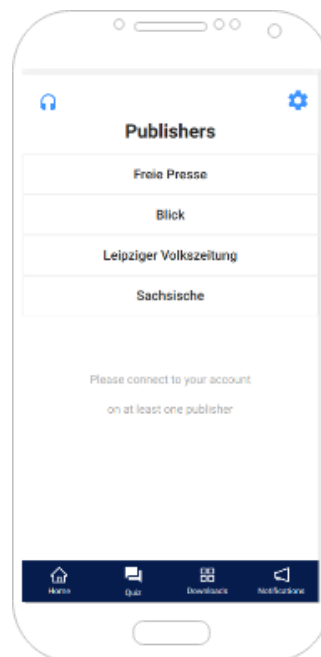 Publishers
Freie Presse
Blick
Leipziger Volkszeitung
Sachsische
Please connect to your account
on at least one publisher
Home
Quiz
Downloads
Notifications